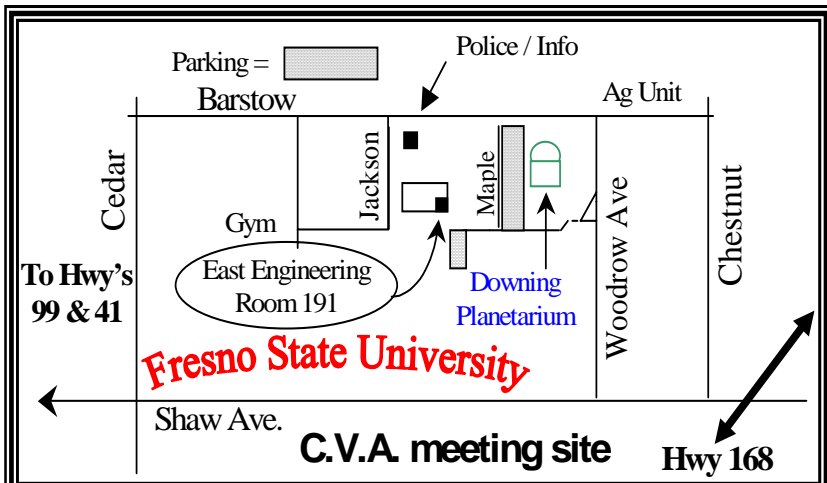 Police / Info
Parking =
Barstow
Ag Unit
Cedar
Jackson
Maple
Woodrow Ave
Chestnut
Gym
East Engineering
Room 191
To Hwy's
99 & 41
Downing
Planetarium
Fresno State University
Shaw Ave.
C.V.A. meeting site
Hwy 168